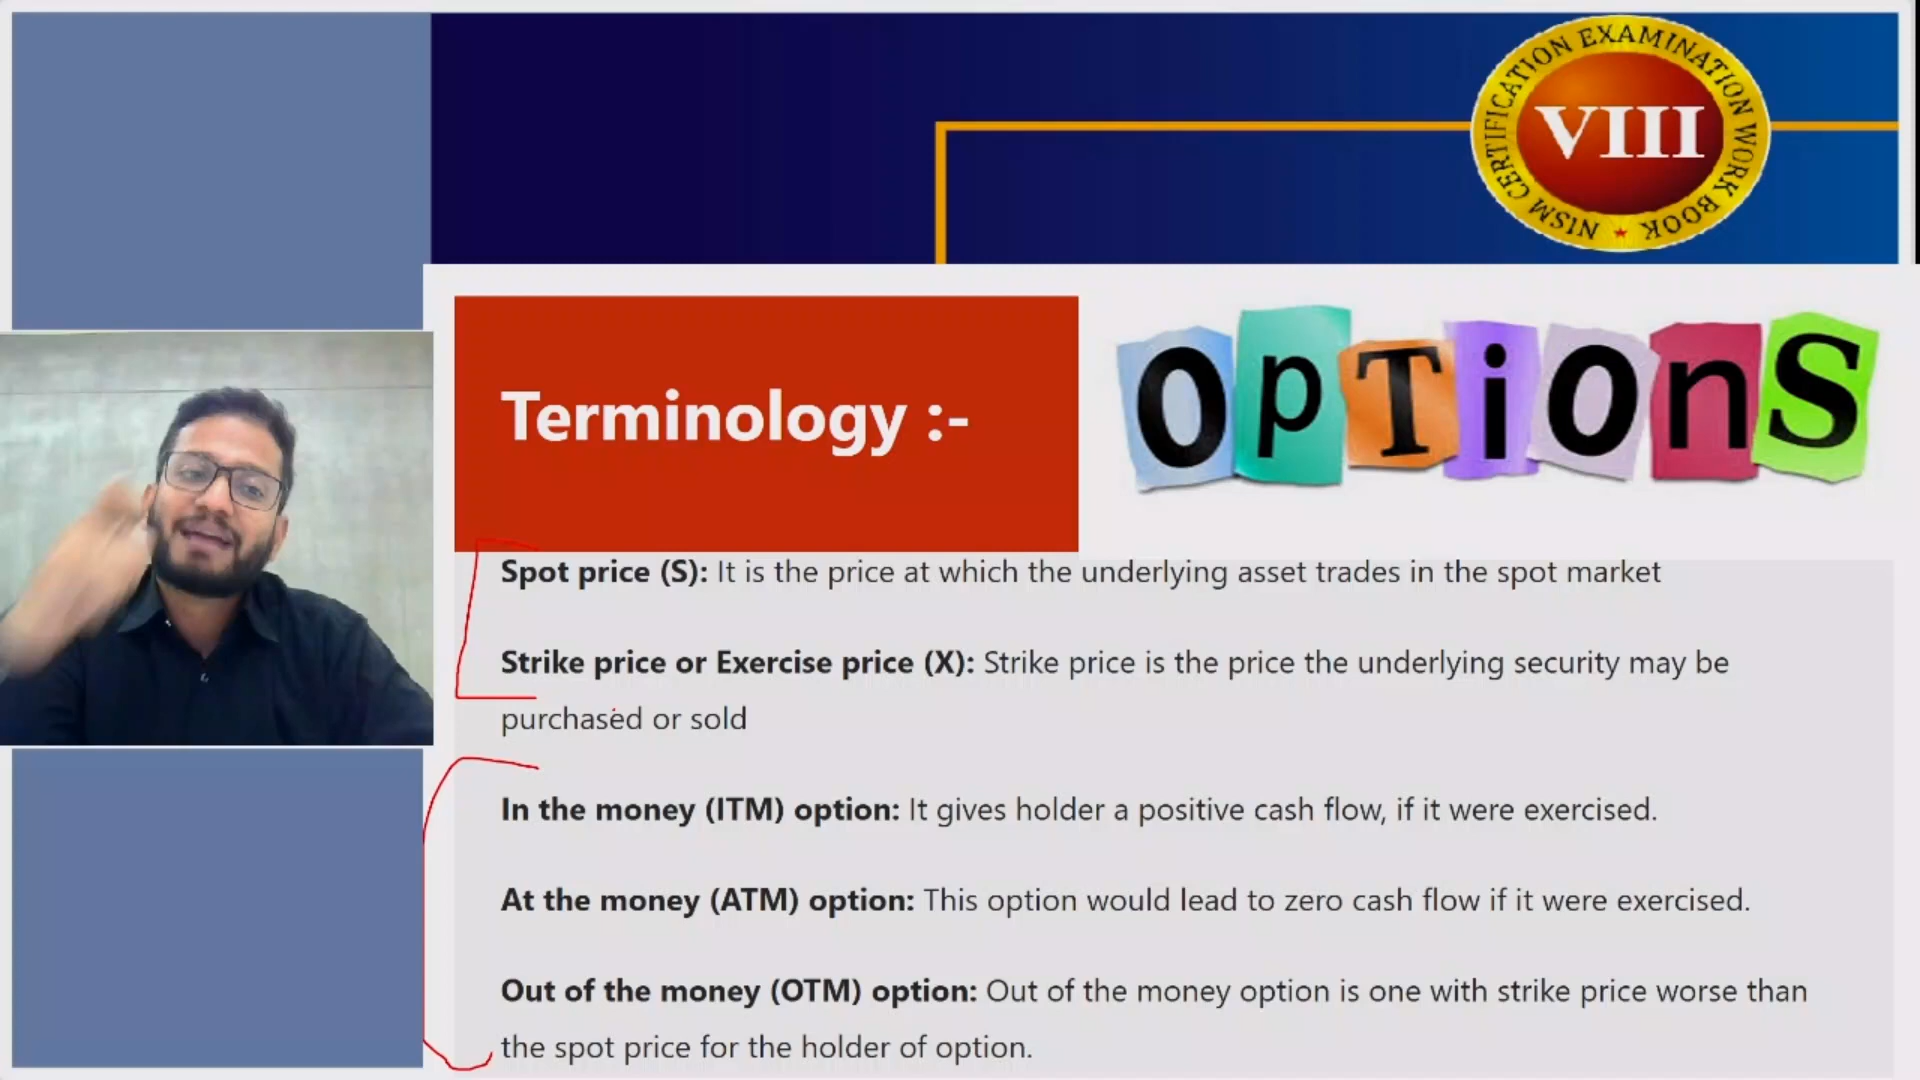 NISM CERTIFICATION EXAMINATION WORK BOOK
VIII
Terminology :-
OpTiOnS
Spot price (S): It is the price at which the underlying asset trades in the spot market
Strike price or Exercise price (X): Strike price is the price the underlying security may be
purchased or sold
In the money (ITM) option: It gives holder a positive cash flow, if it were exercised.
At the money (ATM) option: This option would lead to zero cash flow if it were exercised.
Out of the money (OTM) option: Out of the money option is one with strike price worse than
the spot price for the holder of option.